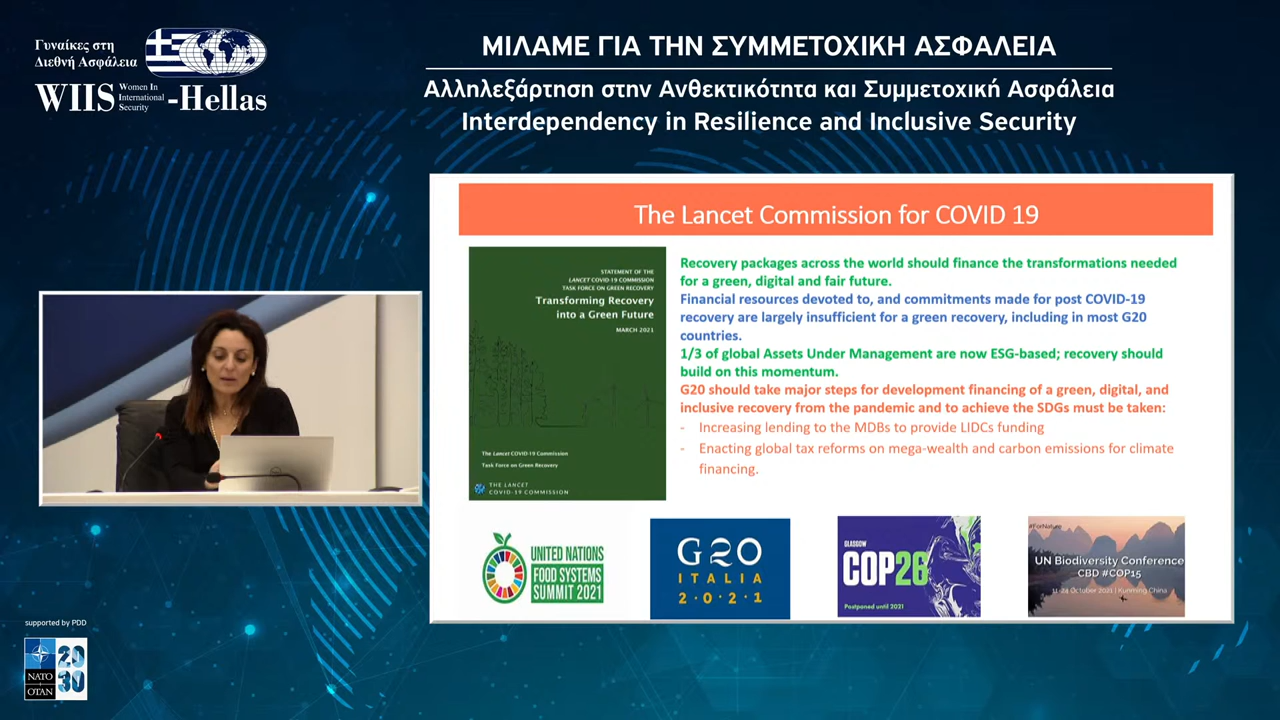 Γυναίκες στη
Διεθνή Ασφάλεια
WIIS Women In International Security -Hellas
ΜΙΛΑΜΕ ΓΙΑ ΤΗΝ ΣΥΜΜΕΤΟΧΙΚΗ ΑΣΦΑΛΕΙΑ
Αλληλεξάρτηση στην Ανθεκτικότητα και Συμμετοχική Ασφάλεια
Interdependency in Resilience and Inclusive Security
The Lancet Commission for COVID 19
STATEMENT OF THE
LANCET COVID-19 COMMISSION
TASK FORCE ON GREEN RECOVERY
Transforming Recovery
into a Green Future
MARCH 2021
The Lancet COVID-19 Commission
Task Force on Green Recovery
THE LANCET
COVID-19 COMMISSION
Recovery packages across the world should finance the transformations needed
for a green, digital and fair future.
Financial resources devoted to, and commitments made for post COVID-19
recovery are largely insufficient for a green recovery, including in most G20
countries.
1/3 of global Assets Under Management are now ESG-based; recovery should
build on this momentum.
G20 should take major steps for development financing of a green, digital, and
inclusive recovery from the pandemic and to achieve the SDGs must be taken:
- Increasing lending to the MDBs to provide LIDCs funding
- Enacting global tax reforms on mega-wealth and carbon emissions for climate
financing.
UNITED NATIONS
FOOD SYSTEMS
SUMMIT 2021
G20
ITALIA
2·0·2·1
GLASGOW
COP26
Postponed until 2021
#ForNature
UN Biodiversity Conference
CBD #COP15
11-24 October 2021 | Kunming China
supported by PDD
NATO
OTAN
20
30